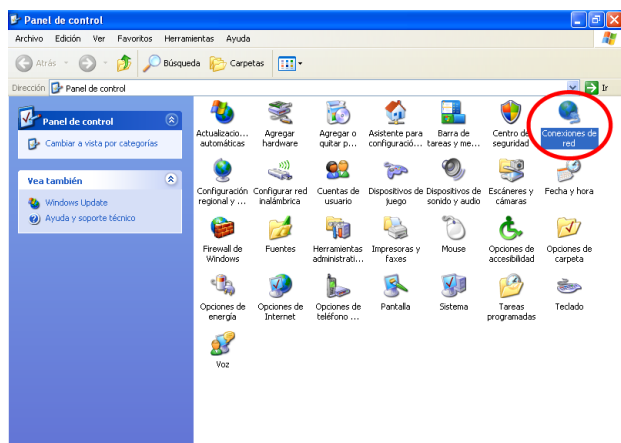 Panel de control
Archivo Edición Ver Favoritos Herramientas Ayuda
Atrás Búsqueda Carpetas
Dirección Panel de control Ir
Panel de control
Cambiar a vista por categorías
Vea también
Windows Update
Ayuda y soporte técnico
Actualizacio... Agregar Agregar o Asistente para Barra de Centro de Conexiones de
automáticas hardware quitar p... configuració... tareas y me... seguridad red
Configuración Configurar red Cuentas de Dispositivos de Dispositivos de Escáneres y Fecha y hora
regional y ... inalámbrica usuario juego sonido y audio cámaras
Firewall de Fuentes Herramientas Impresoras y Mouse Opciones de Opciones de
Windows administrati... faxes accesibilidad carpeta
Opciones de Opciones de Opciones de Pantalla Sistema Tareas Teclado
energía Internet teléfono ... programadas
Voz